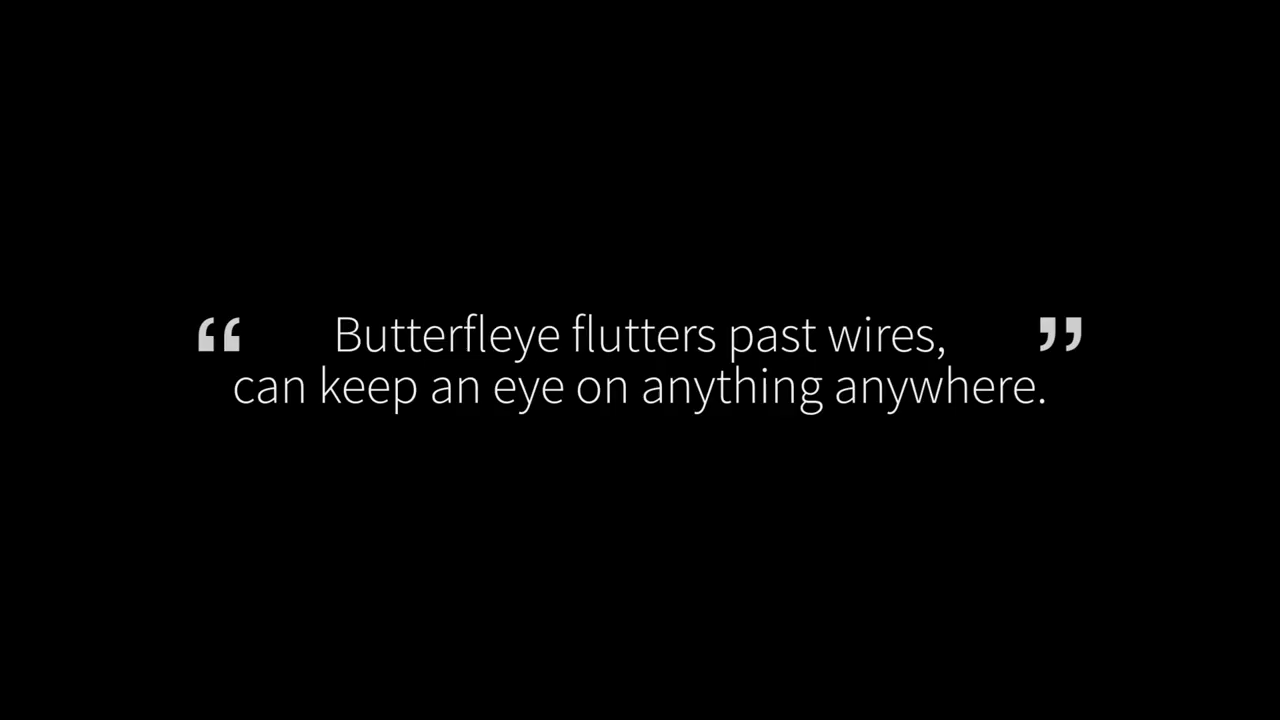 “ Butterfleye flutters past wires, ”
can keep an eye on anything anywhere.